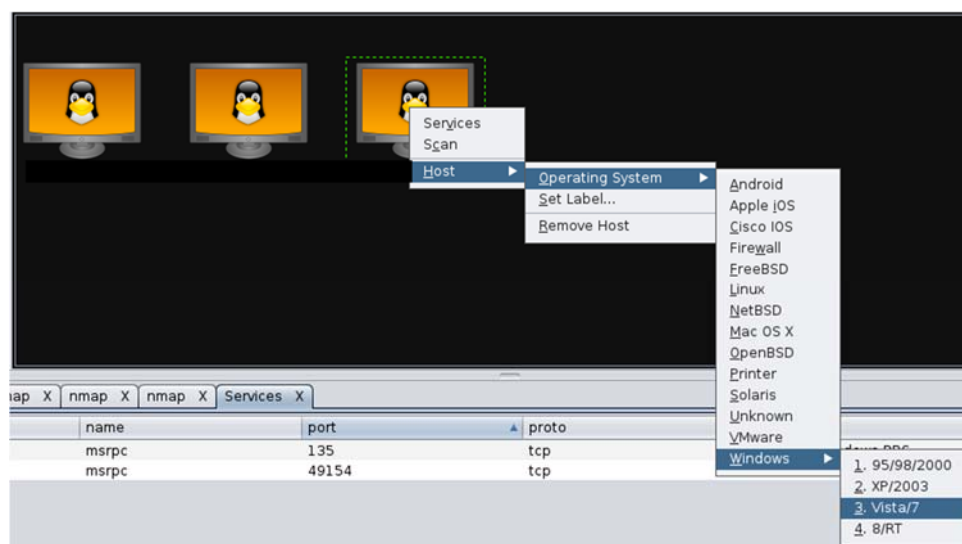 Services
Scan
Host
Operating System
Set Label...
Remove Host
Android
Apple iOS
Cisco IOS
Firewall
FreeBSD
Linux
NetBSD
Mac OS X
OpenBSD
Printer
Solaris
Unknown
VMware
Windows
1. 95/98/2000
2. XP/2003
3. Vista/7
4. 8/RT
nmap X nmap X Services X
name port proto
msrpc 135 tcp
msrpc 49154 tcp